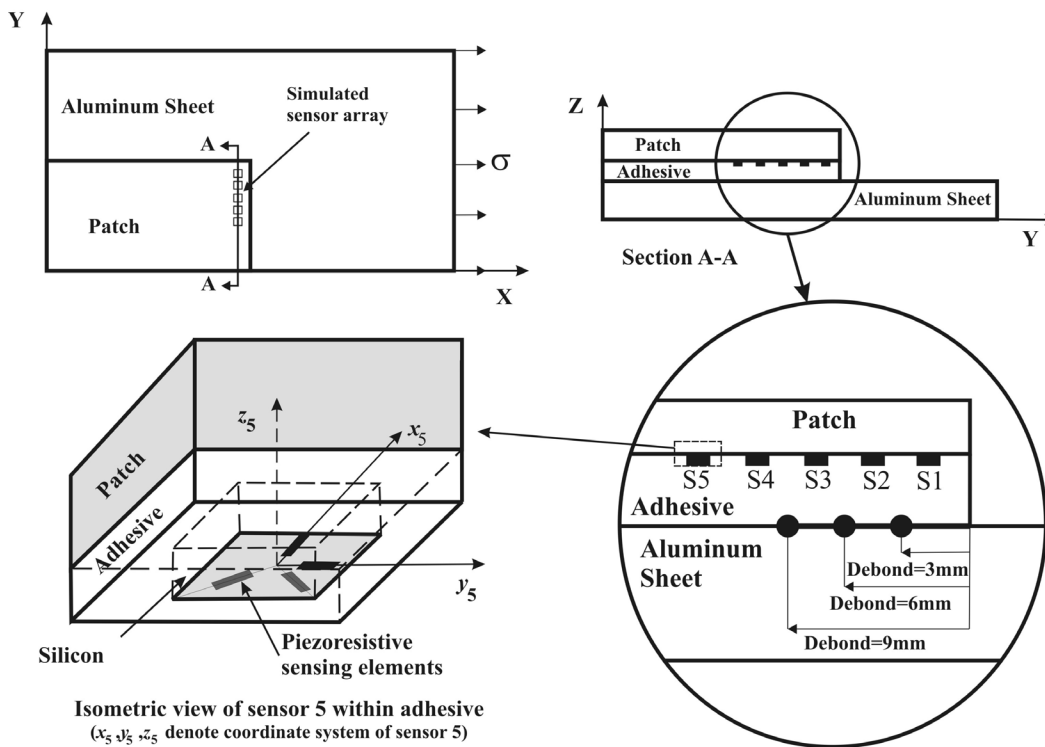 Y
Aluminum Sheet
Simulated
sensor array
A
σ
Patch
A
X
Z
Patch
Adhesive
Aluminum Sheet
Y
Section A-A
z5
x5
Patch
Adhesive
y5
Silicon
Piezoresistive
sensing elements
Isometric view of sensor 5 within adhesive
(x5 ,y5 ,z5 denote coordinate system of sensor 5)
Patch
S5 S4 S3 S2 S1
Adhesive
Aluminum
Sheet
Debond=3mm
Debond=6mm
Debond=9mm